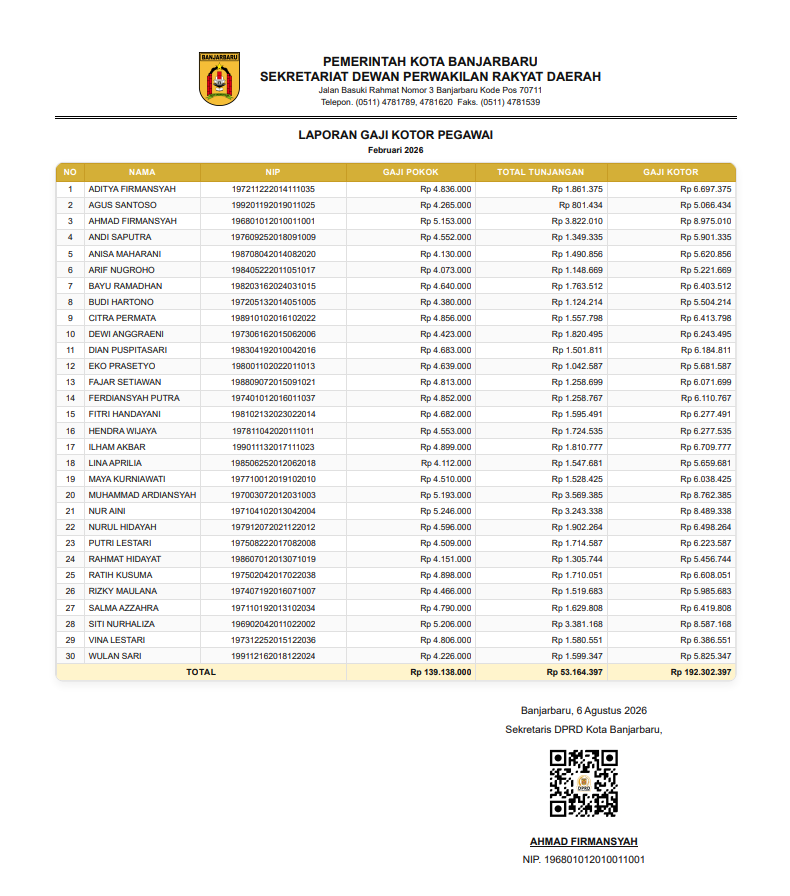 BANJARBARU
PEMERINTAH KOTA BANJARBARU
SEKRETARIAT DEWAN PERWAKILAN RAKYAT DAERAH
Jalan Basuki Rahmat Nomor 3 Banjarbaru Kode Pos 70711
Telepon. (0511) 4781789, 4781620 Faks. (0511) 4781539
LAPORAN GAJI KOTOR PEGAWAI
Februari 2026
NO NAMA NIP GAJI POKOK TOTAL TUNJANGAN GAJI KOTOR
1 ADITYA FIRMANSYAH 197211222014111035 Rp 4.836.000 Rp 1.861.375 Rp 6.697.375
2 AGUS SANTOSO 199201192019011025 Rp 4.265.000 Rp 801.434 Rp 5.066.434
3 AHMAD FIRMANSYAH 196801012010011001 Rp 5.153.000 Rp 3.822.010 Rp 8.975.010
4 ANDI SAPUTRA 197609252018091009 Rp 4.552.000 Rp 1.349.335 Rp 5.901.335
5 ANISA MAHARANI 198708042014082020 Rp 4.130.000 Rp 1.490.856 Rp 5.620.856
6 ARIF NUGROHO 198405222011051017 Rp 4.073.000 Rp 1.148.669 Rp 5.221.669
7 BAYU RAMADHAN 198203162024031015 Rp 4.640.000 Rp 1.763.512 Rp 6.403.512
8 BUDI HARTONO 197205132014051005 Rp 4.380.000 Rp 1.124.214 Rp 5.504.214
9 CITRA PERMATA 198910102016102022 Rp 4.856.000 Rp 1.557.798 Rp 6.413.798
10 DEWI ANGGRAENI 197306162015062006 Rp 4.423.000 Rp 1.820.495 Rp 6.243.495
11 DIAN PUSPITASARI 198304192010042016 Rp 4.683.000 Rp 1.501.811 Rp 6.184.811
12 EKO PRASETYO 198001102022011013 Rp 4.639.000 Rp 1.042.587 Rp 5.681.587
13 FAJAR SETIAWAN 198809072015091021 Rp 4.813.000 Rp 1.258.699 Rp 6.071.699
14 FERDIANSYAH PUTRA 197401012016011037 Rp 4.852.000 Rp 1.258.767 Rp 6.110.767
15 FITRI HANDAYANI 198102132023022014 Rp 4.682.000 Rp 1.595.491 Rp 6.277.491
16 HENDRA WIJAYA 197811042020111011 Rp 4.553.000 Rp 1.724.535 Rp 6.277.535
17 ILHAM AKBAR 199011132017111023 Rp 4.899.000 Rp 1.810.777 Rp 6.709.777
18 LINA APRILIA 198506252012062018 Rp 4.112.000 Rp 1.547.681 Rp 5.659.681
19 MAYA KURNIAWATI 197710012019102010 Rp 4.510.000 Rp 1.528.425 Rp 6.038.425
20 MUHAMMAD ARDIANSYAH 197003072012031003 Rp 5.193.000 Rp 3.569.385 Rp 8.762.385
21 NUR AINI 197104102013042004 Rp 5.246.000 Rp 3.243.338 Rp 8.489.338
22 NURUL HIDAYAH 197912072021122012 Rp 4.596.000 Rp 1.902.264 Rp 6.498.264
23 PUTRI LESTARI 197508222017082008 Rp 4.509.000 Rp 1.714.587 Rp 6.223.587
24 RAHMAT HIDAYAT 198607012013071019 Rp 4.151.000 Rp 1.305.744 Rp 5.456.744
25 RATIH KUSUMA 197502042017022038 Rp 4.898.000 Rp 1.710.051 Rp 6.608.051
26 RIZKY MAULANA 197407192016071007 Rp 4.466.000 Rp 1.519.683 Rp 5.985.683
27 SALMA AZZAHRA 197110192013102034 Rp 4.790.000 Rp 1.629.808 Rp 6.419.808
28 SITI NURHALIZA 196902042011022002 Rp 5.206.000 Rp 3.381.168 Rp 8.587.168
29 VINA LESTARI 197312252015122036 Rp 4.806.000 Rp 1.580.551 Rp 6.386.551
30 WULAN SARI 199112162018122024 Rp 4.226.000 Rp 1.599.347 Rp 5.825.347
TOTAL Rp 139.138.000 Rp 53.164.397 Rp 192.302.397
Banjarbaru, 6 Agustus 2026
Sekretaris DPRD Kota Banjarbaru,
DPRD
AHMAD FIRMANSYAH
NIP. 196801012010011001